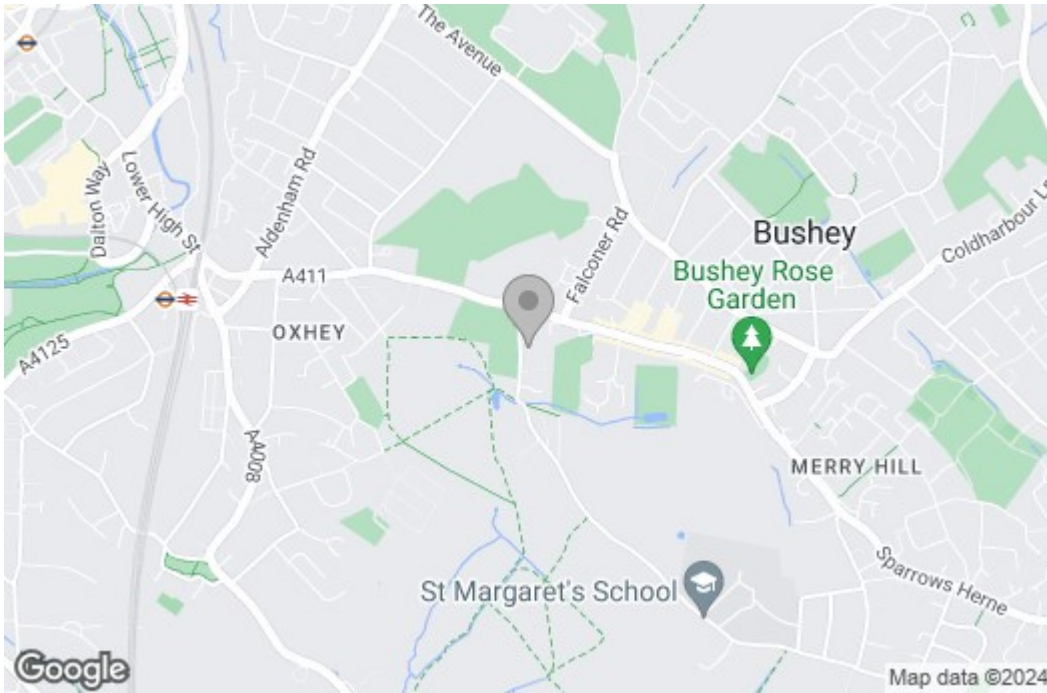 The Avenue
Dalton Way
Lower High St
Aldenham Rd
Falconer Rd
Bushey
Coldharbour Ln
Bushey Rose
Garden
A411
OXHEY
A4125
A4008
MERRY HILL
Sparrows Herne
St Margaret's School
Google
Map data ©2024